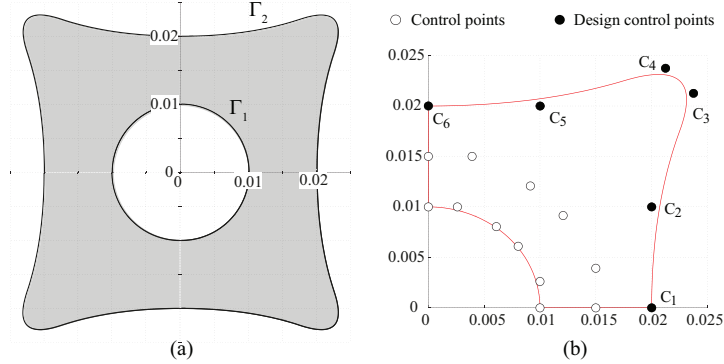 Γ₂
0.02
0.01
Γ₁
0
0.01
0.02
(a)
Control points
Design control points
0.025
0.02
0.015
0.01
0.005
0
0
0.005
0.01
0.015
0.02
0.025
C₄
C₃
C₆
C₅
C₂
C₁
(b)